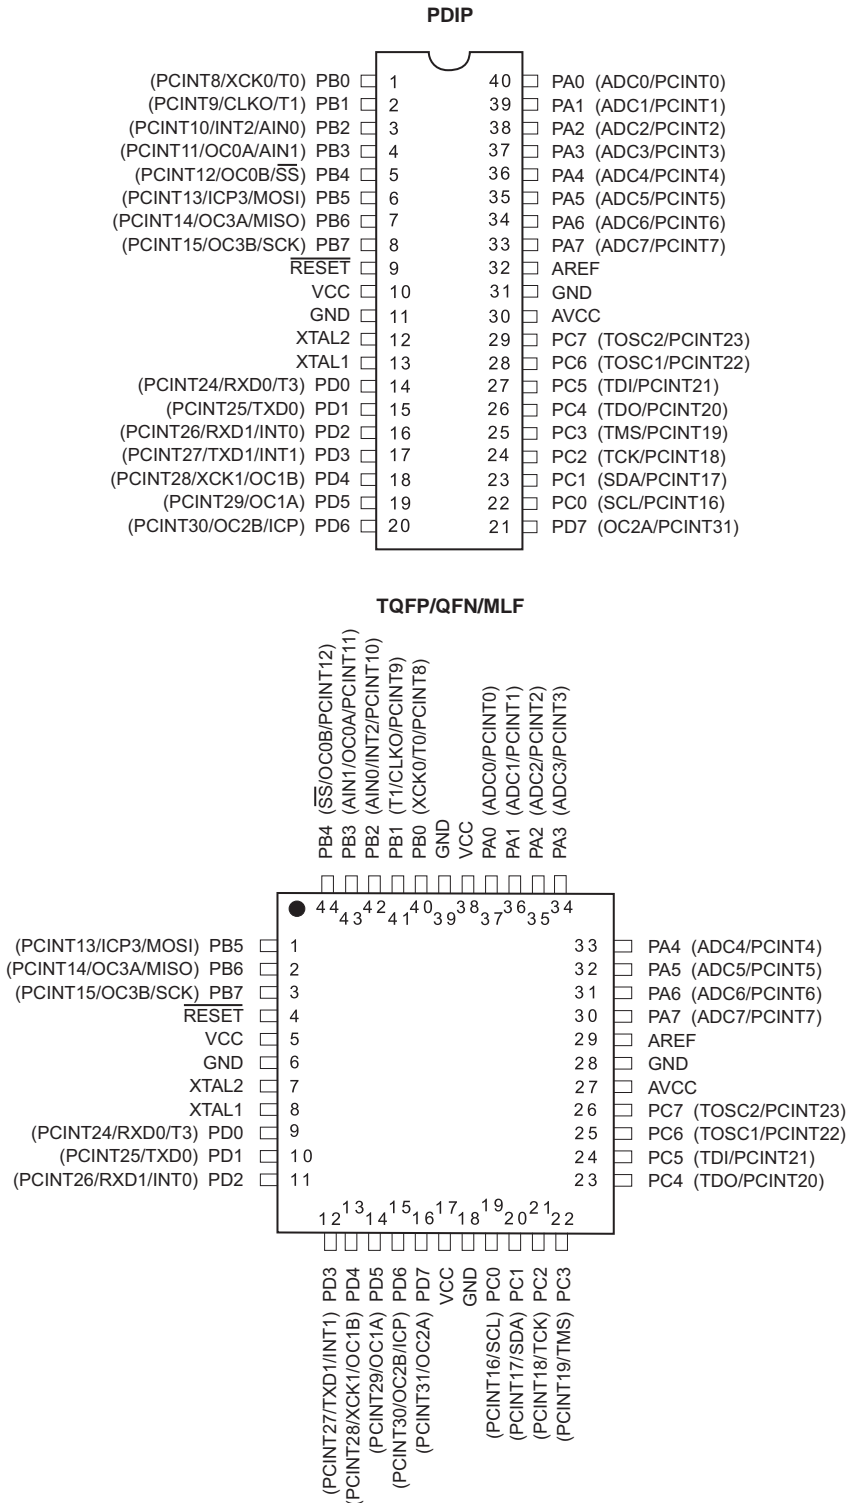 PDIP
(PCINT8/XCK0/T0) PB0 1 40 PA0 (ADC0/PCINT0)
(PCINT9/CLKO/T1) PB1 2 39 PA1 (ADC1/PCINT1)
(PCINT10/INT2/AIN0) PB2 3 38 PA2 (ADC2/PCINT2)
(PCINT11/OC0A/AIN1) PB3 4 37 PA3 (ADC3/PCINT3)
(PCINT12/OC0B/SS) PB4 5 36 PA4 (ADC4/PCINT4)
(PCINT13/ICP3/MOSI) PB5 6 35 PA5 (ADC5/PCINT5)
(PCINT14/OC3A/MISO) PB6 7 34 PA6 (ADC6/PCINT6)
(PCINT15/OC3B/SCK) PB7 8 33 PA7 (ADC7/PCINT7)
RESET 9 32 AREF
VCC 10 31 GND
GND 11 30 AVCC
XTAL2 12 29 PC7 (TOSC2/PCINT23)
XTAL1 13 28 PC6 (TOSC1/PCINT22)
(PCINT24/RXD0/T3) PD0 14 27 PC5 (TDI/PCINT21)
(PCINT25/TXD0) PD1 15 26 PC4 (TDO/PCINT20)
(PCINT26/RXD1/INT0) PD2 16 25 PC3 (TMS/PCINT19)
(PCINT27/TXD1/INT1) PD3 17 24 PC2 (TCK/PCINT18)
(PCINT28/XCK1/OC1B) PD4 18 23 PC1 (SDA/PCINT17)
(PCINT29/OC1A) PD5 19 22 PC0 (SCL/PCINT16)
(PCINT30/OC2B/ICP) PD6 20 21 PD7 (OC2A/PCINT31)
TQFP/QFN/MLF
PB4 (SS/OC0B/PCINT12)
PB3 (AIN1/OC0A/PCINT11)
PB2 (AIN0/INT2/PCINT10)
PB1 (T1/CLKO/PCINT9)
PB0 (XCK0/T0/PCINT8)
GND
VCC
PA0 (ADC0/PCINT0)
PA1 (ADC1/PCINT1)
PA2 (ADC2/PCINT2)
PA3 (ADC3/PCINT3)
44 43 42 41 40 39 38 37 36 35 34
(PCINT13/ICP3/MOSI) PB5 1 33 PA4 (ADC4/PCINT4)
(PCINT14/OC3A/MISO) PB6 2 32 PA5 (ADC5/PCINT5)
(PCINT15/OC3B/SCK) PB7 3 31 PA6 (ADC6/PCINT6)
RESET 4 30 PA7 (ADC7/PCINT7)
VCC 5 29 AREF
GND 6 28 GND
XTAL2 7 27 AVCC
XTAL1 8 26 PC7 (TOSC2/PCINT23)
(PCINT24/RXD0/T3) PD0 9 25 PC6 (TOSC1/PCINT22)
(PCINT25/TXD0) PD1 10 24 PC5 (TDI/PCINT21)
(PCINT26/RXD1/INT0) PD2 11 23 PC4 (TDO/PCINT20)
12 13 14 15 16 17 18 19 20 21 22
(PCINT27/TXD1/INT1) PD3
(PCINT28/XCK1/OC1B) PD4
(PCINT29/OC1A) PD5
(PCINT30/OC2B/ICP) PD6
(PCINT31/OC2A) PD7
VCC
GND
(PCINT16/SCL) PC0
(PCINT17/SDA) PC1
(PCINT18/TCK) PC2
(PCINT19/TMS) PC3